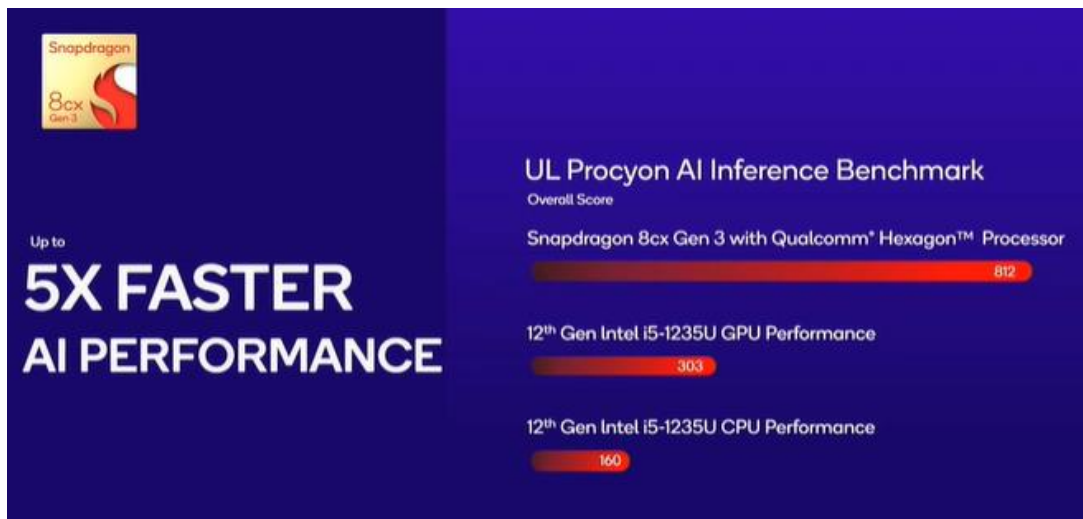 Snapdragon
8cx
Gen 3
Up to
5X FASTER
AI PERFORMANCE
UL Procyon AI Inference Benchmark
Overall Score
Snapdragon 8cx Gen 3 with Qualcomm® Hexagon™ Processor
812
12th Gen Intel i5-1235U GPU Performance
303
12th Gen Intel i5-1235U CPU Performance
160